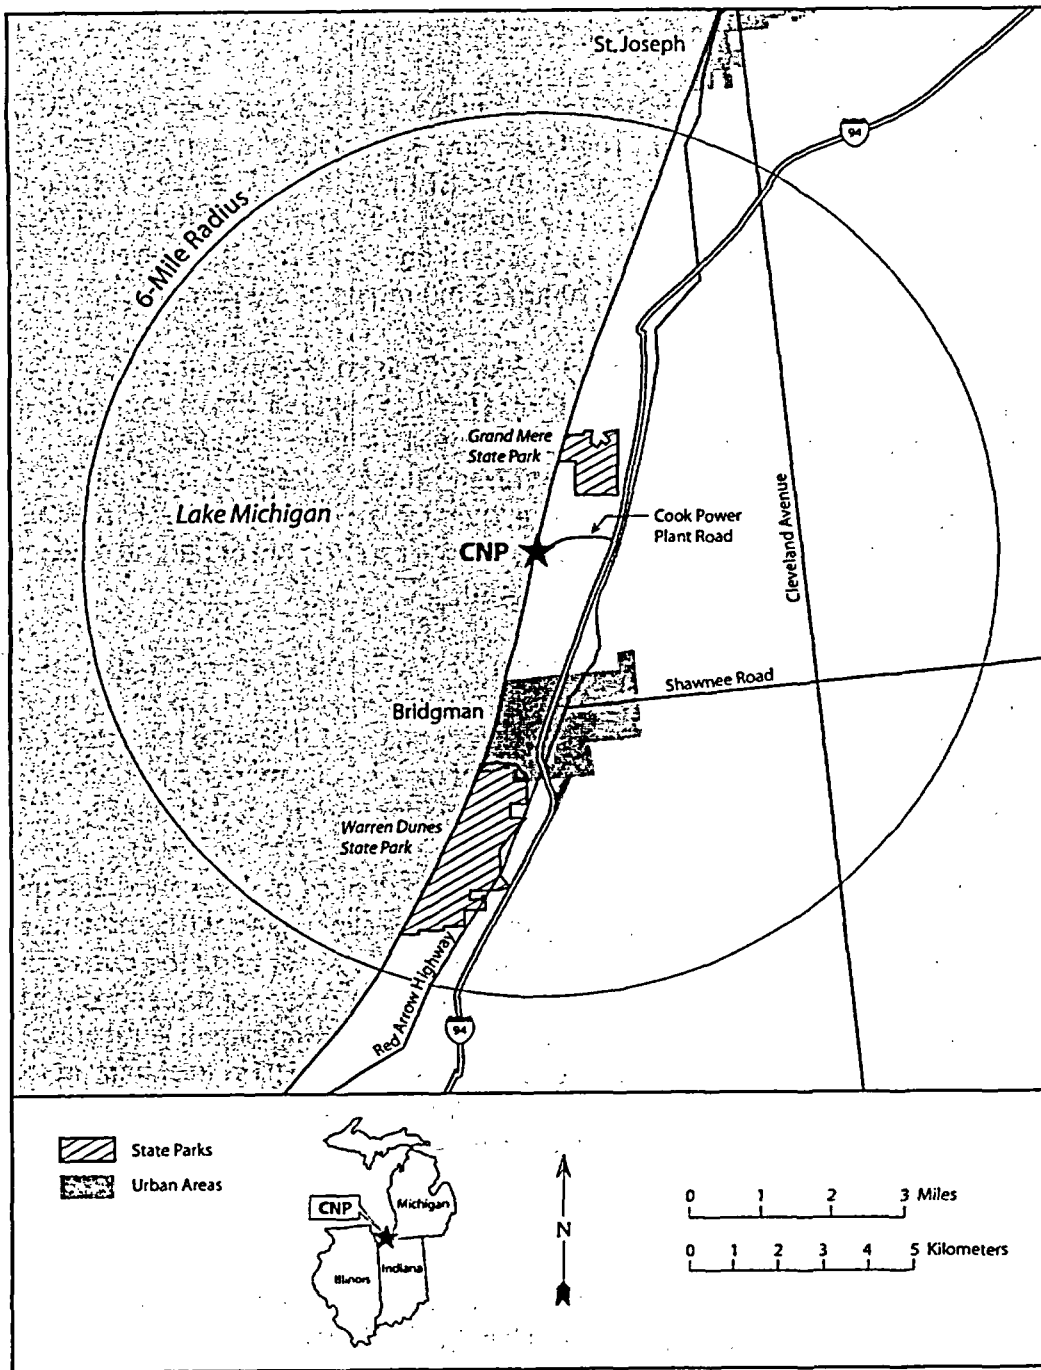 St. Joseph
94
6-Mile Radius
Grand Mere
State Park
Lake Michigan
Cook Power
Plant Road
CNP
Cleveland Avenue
Shawnee Road
Bridgman
Warren Dunes
State Park
Red Arrow Highway
94
State Parks
Urban Areas
CNP
Michigan
Illinois
Indiana
N
0 1 2 3 Miles
0 1 2 3 4 5 Kilometers